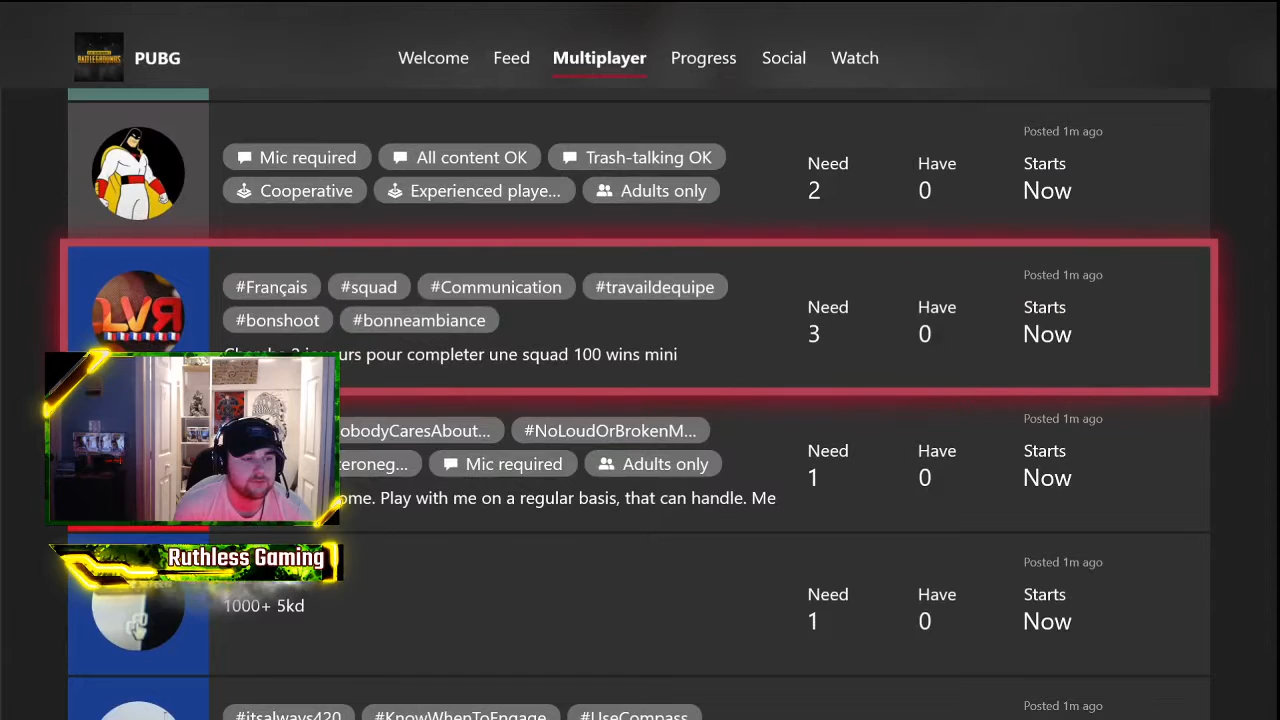 BATTLEGROUNDS
PUBG
Welcome Feed Multiplayer Progress Social Watch
Posted 1m ago
Mic required All content OK Trash-talking OK
Cooperative Experienced playe... Adults only
Need Have Starts
2 0 Now
Posted 1m ago
LVR
#Français #squad #Communication #travaildequipe
#bonshoot #bonneambiance
Need Have Starts
3 0 Now
pour completer une squad 100 wins mini
Posted 1m ago
obodyCaresAbout... #NoLoudOrBrokenM...
teroneg... Mic required Adults only
Need Have Starts
1 0 Now
ome. Play with me on a regular basis, that can handle. Me
Ruthless Gaming
Posted 1m ago
1000+ 5kd
Need Have Starts
1 0 Now
Posted 1m ago
#itsalways420 #KnowWhenToEngage #UseCompass